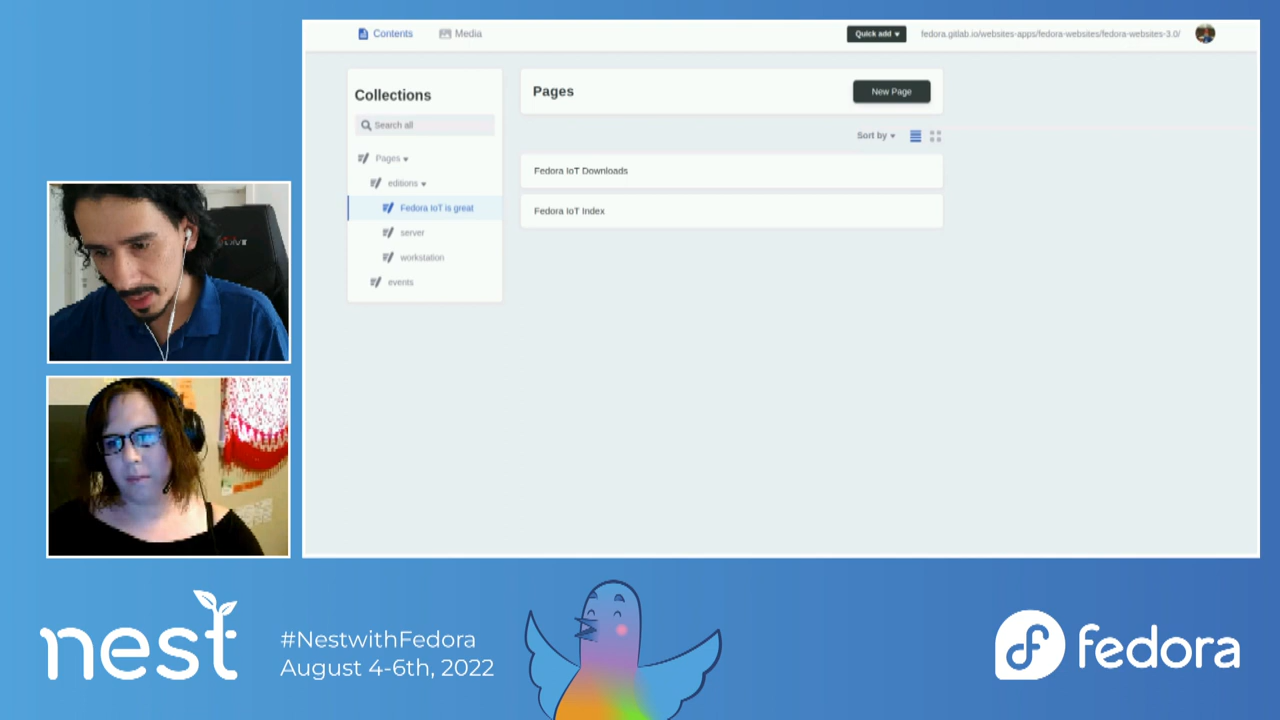 Contents
Media
Quick add
fedora.gitlab.io/websites-apps/fedora-websites/fedora-websites-3.0/
Collections
Search all
Pages
editions
Fedora IoT is great
server
workstation
events
Pages
New Page
Sort by
Fedora IoT Downloads
Fedora IoT Index
nest
#NestwithFedora
August 4-6th, 2022
fedora